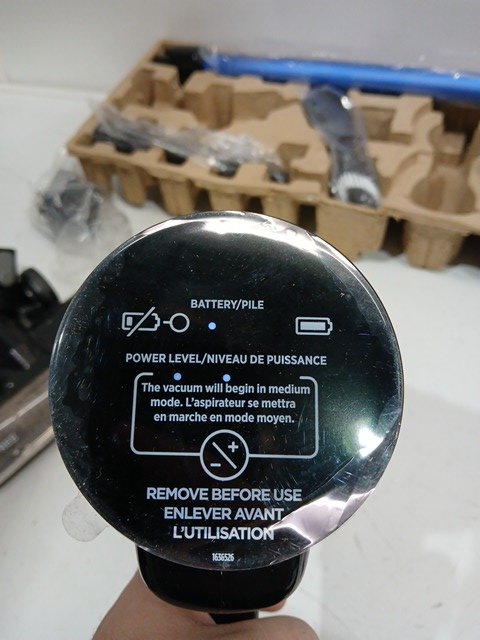 BATTERY/PILE
POWER LEVEL/NIVEAU DE PUISSANCE
The vacuum will begin in medium
mode. L'aspirateur se mettra
en marche en mode moyen.
REMOVE BEFORE USE
ENLEVER AVANT
L'UTILISATION
1636526